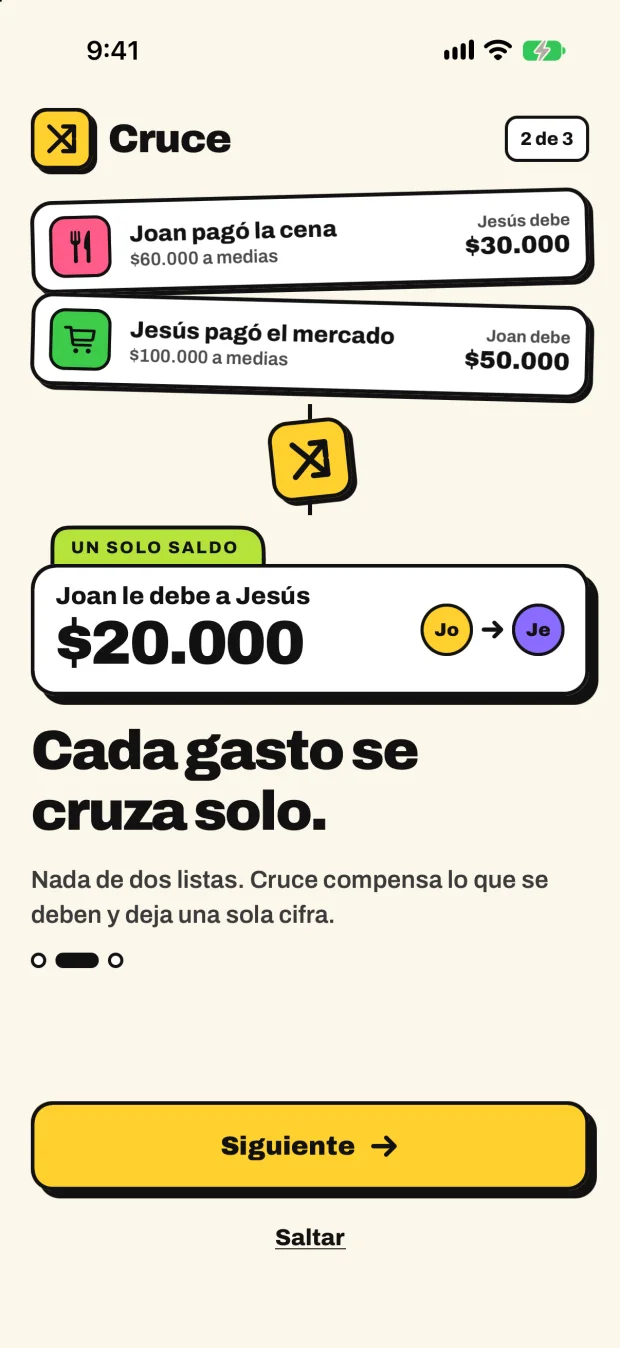 9:41
Cruce
2 de 3
Joan pagó la cena
$60.000 a medias
Jesús debe
$30.000
Jesús pagó el mercado
$100.000 a medias
Joan debe
$50.000
UN SOLO SALDO
Joan le debe a Jesús
$20.000
Jo
Je
Cada gasto se
cruza solo.
Nada de dos listas. Cruce compensa lo que se
deben y deja una sola cifra.
Siguiente
Saltar